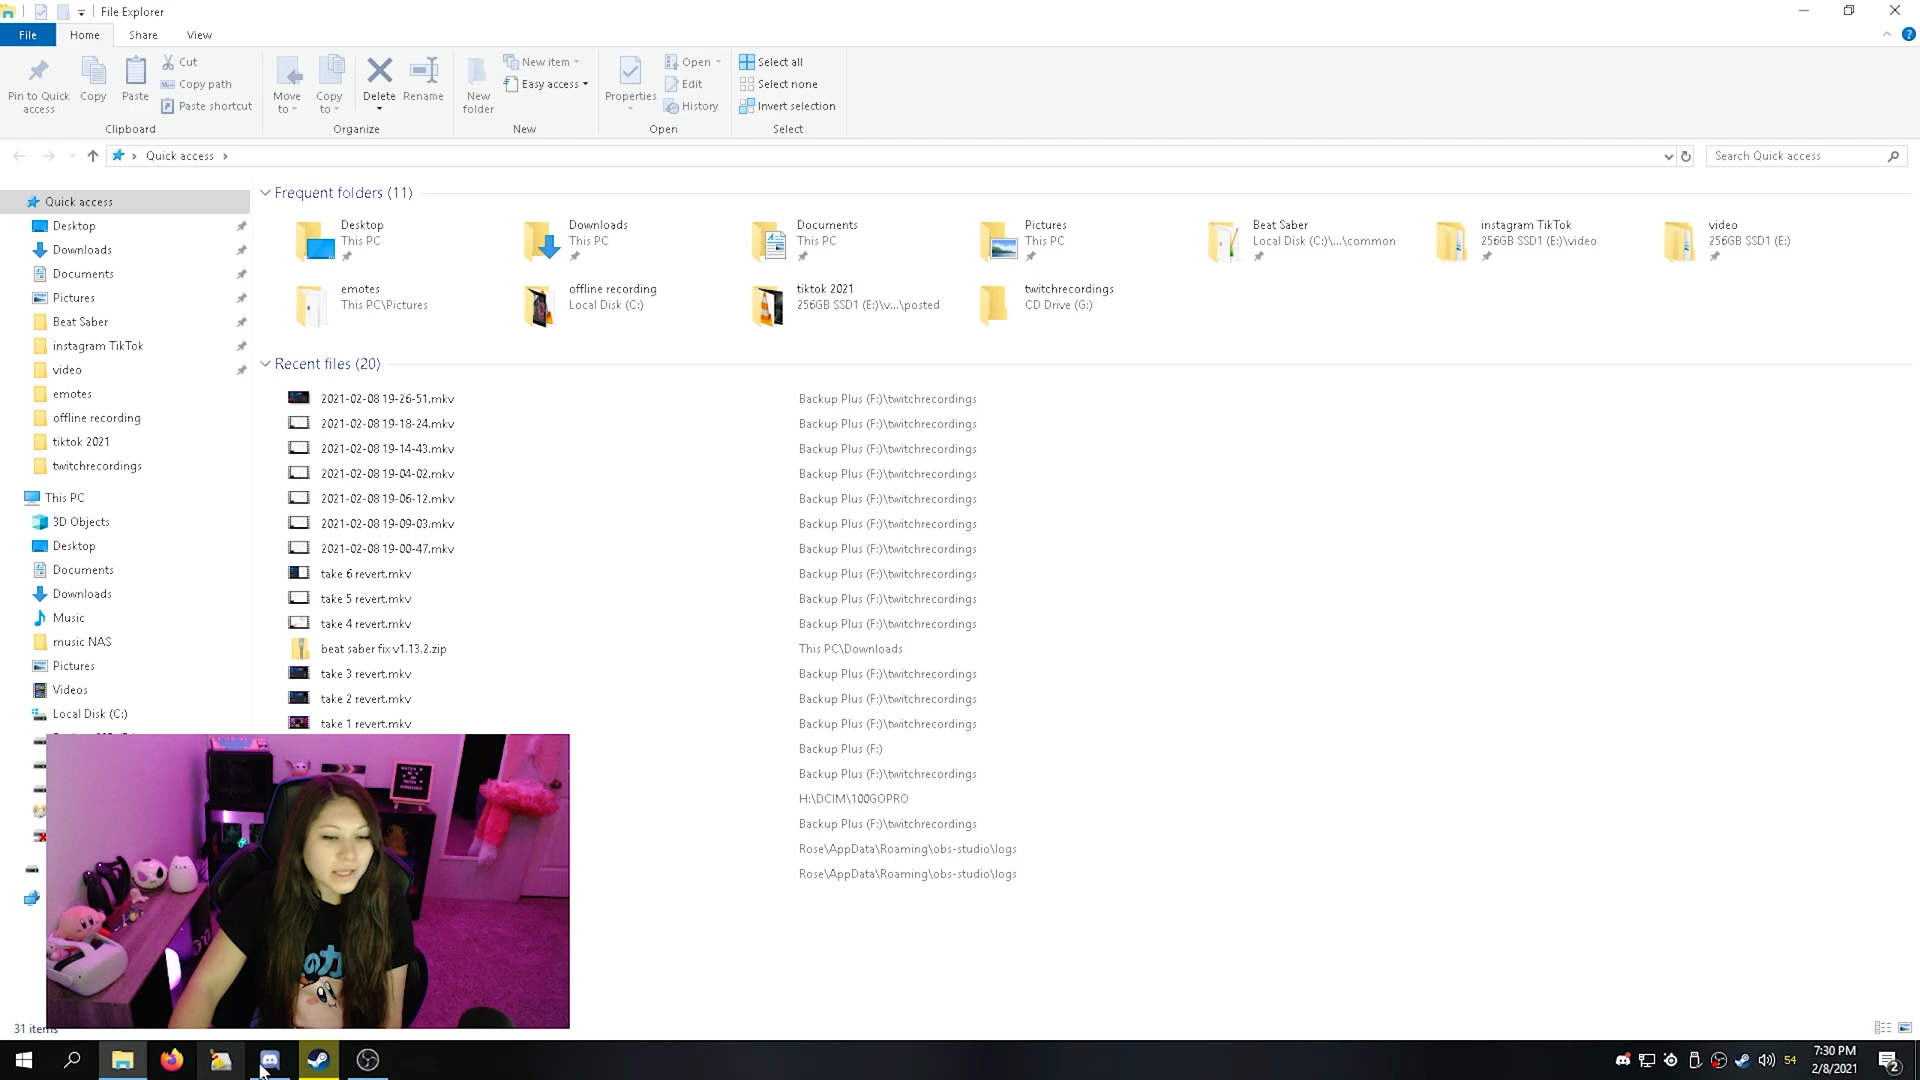 File Explorer
File Home Share View
Pin to Quick access
Copy
Paste
Cut
Copy path
Paste shortcut
Clipboard
Move to
Copy to
Delete
Rename
Organize
New folder
New item
Easy access
New
Properties
Open
Edit
History
Open
Select all
Select none
Invert selection
Select
Quick access
Search Quick access
Quick access
Desktop
Downloads
Documents
Pictures
Beat Saber
instagram TikTok
video
emotes
offline recording
tiktok 2021
twitchrecordings
This PC
3D Objects
Desktop
Documents
Downloads
Music
music NAS
Pictures
Videos
Local Disk (C:)
Frequent folders (11)
Desktop
This PC
Downloads
This PC
Documents
This PC
Pictures
This PC
Beat Saber
Local Disk (C:)\...\common
instagram TikTok
256GB SSD1 (E:)\video
video
256GB SSD1 (E:)
emotes
This PC\Pictures
offline recording
Local Disk (C:)
tiktok 2021
256GB SSD1 (E:)\v...\posted
twitchrecordings
CD Drive (G:)
Recent files (20)
2021-02-08 19-26-51.mkv Backup Plus (F:)\twitchrecordings
2021-02-08 19-18-24.mkv Backup Plus (F:)\twitchrecordings
2021-02-08 19-14-43.mkv Backup Plus (F:)\twitchrecordings
2021-02-08 19-04-02.mkv Backup Plus (F:)\twitchrecordings
2021-02-08 19-06-12.mkv Backup Plus (F:)\twitchrecordings
2021-02-08 19-09-03.mkv Backup Plus (F:)\twitchrecordings
2021-02-08 19-00-47.mkv Backup Plus (F:)\twitchrecordings
take 6 revert.mkv Backup Plus (F:)\twitchrecordings
take 5 revert.mkv Backup Plus (F:)\twitchrecordings
take 4 revert.mkv Backup Plus (F:)\twitchrecordings
beat saber fix v1.13.2.zip This PC\Downloads
take 3 revert.mkv Backup Plus (F:)\twitchrecordings
take 2 revert.mkv Backup Plus (F:)\twitchrecordings
take 1 revert.mkv Backup Plus (F:)\twitchrecordings
Backup Plus (F:)
Backup Plus (F:)\twitchrecordings
H:\DCIM\100GOPRO
Backup Plus (F:)\twitchrecordings
Rose\AppData\Roaming\obs-studio\logs
Rose\AppData\Roaming\obs-studio\logs
の力
31 items
54
7:30 PM
2/8/2021
2